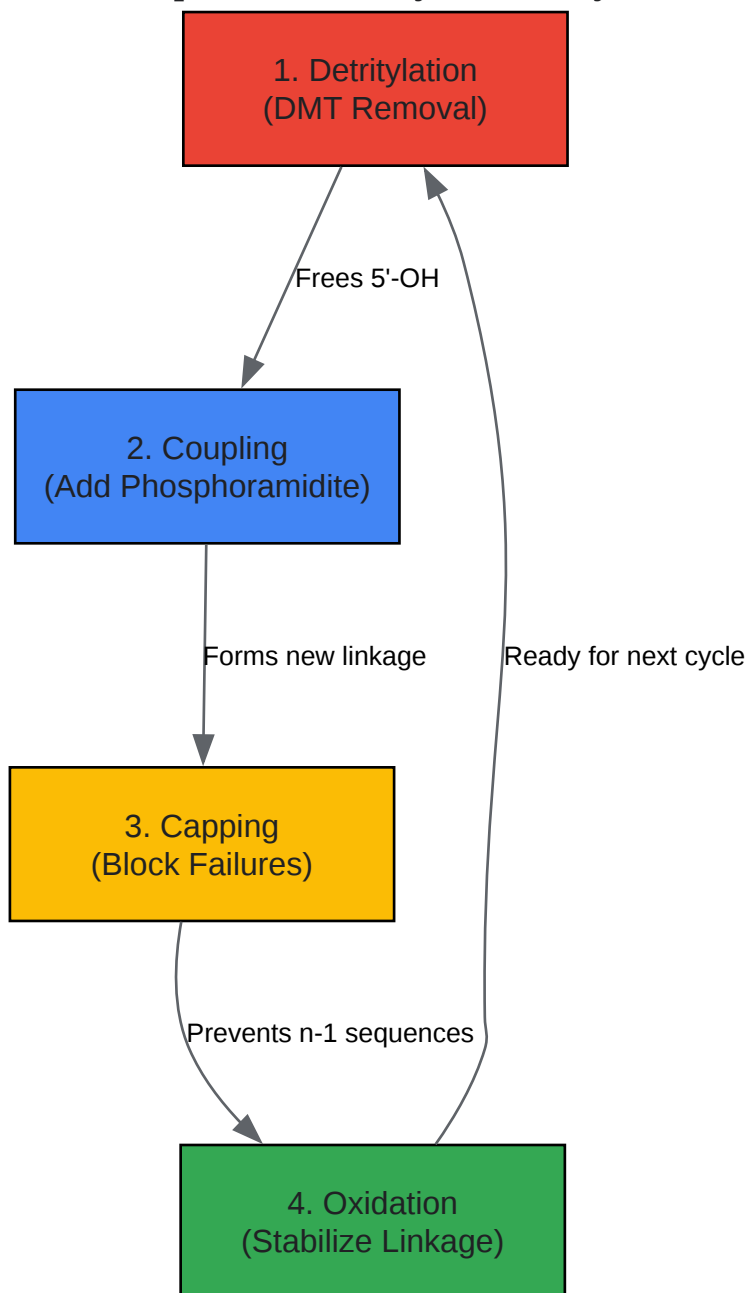 1. Detritylation
(DMT Removal)
Frees 5'-OH
2. Coupling
(Add Phosphoramidite)
Forms new linkage
Ready for next cycle
3. Capping
(Block Failures)
Prevents n-1 sequences
4. Oxidation
(Stabilize Linkage)